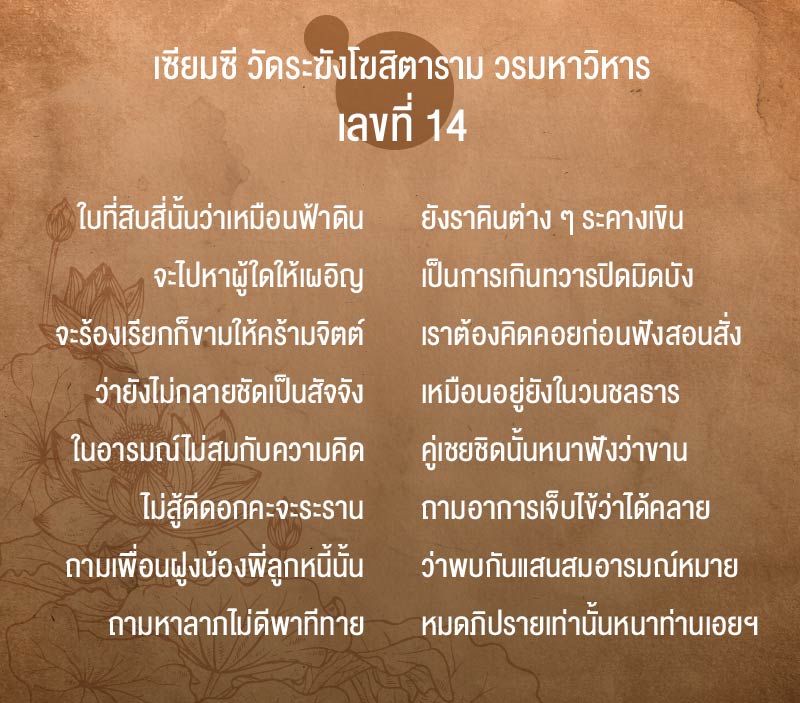 เซียมซี วัดระฆังโฆสิตาราม วรมหาวิหาร
เลขที่ 14
ใบที่สิบสี่นั้นว่าเหมือนฟ้าดิน ยังราคินต่าง ๆ ระคางเขิน
จะไปหาผู้ใดให้เผอิญ เป็นการเกินทวารปิดมิดบัง
จะร้องเรียกก็ขามให้คร้ามจิตต์ เราต้องคิดคอยก่อนฟังสอนสั่ง
ว่ายังไม่กลายชัดเป็นสัจจัง เหมือนอยู่ยังในวนชลธาร
ในอารมณ์ไม่สมกับความคิด คู่เชยชิดนั้นหนาฟังว่าขาน
ไม่สู้ดีดอกคะจะระราน ถามอาการเจ็บไข้ว่าได้คลาย
ถามเพื่อนฝูงน้องพี่ลูกหนี้นั้น ว่าพบกันแสนสมอารมณ์หมาย
ถามหาลาภไม่ดีพาทีทาย หมดภิปรายเท่านั้นหนาท่านเอยฯ